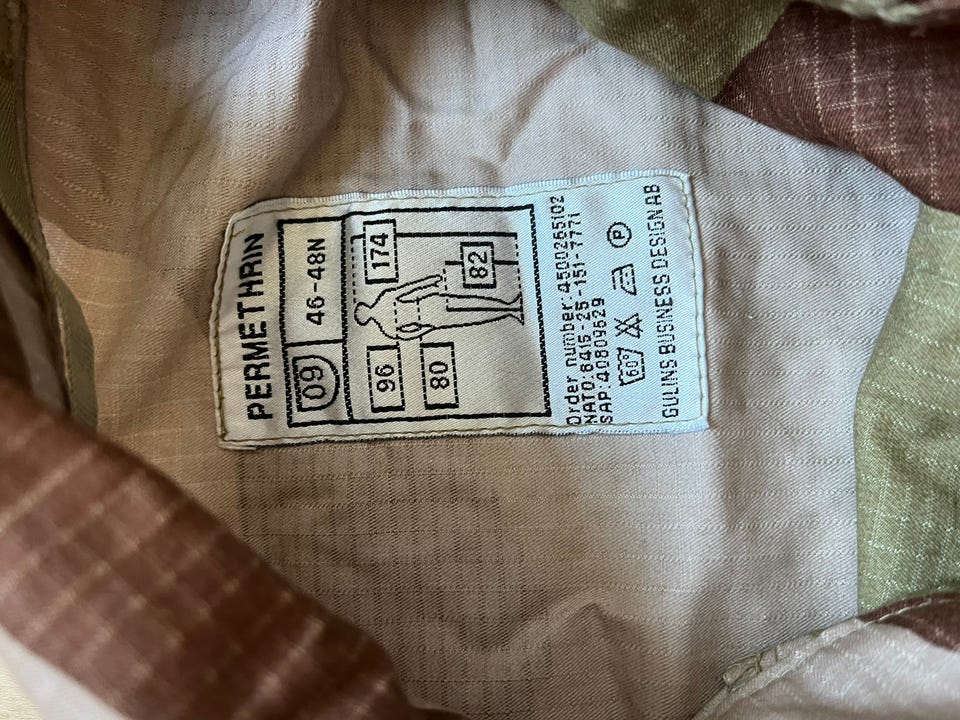 PERMETHRIN
09 46-48N
174
96
82
80
Order number:4500265102
NATO:8415-25-151-7771
SAP:40809629
60° P
GULINS BUSINESS DESIGN AB